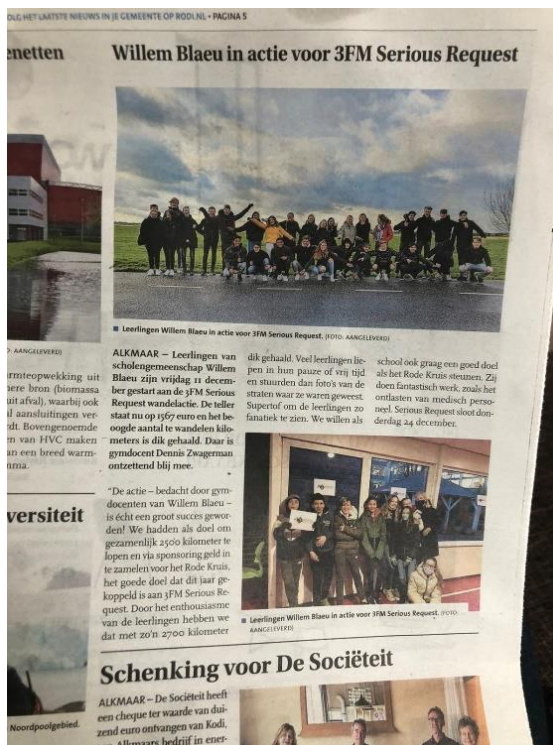 OLG HET LAATSTE NIEUWS IN JE GEMEENTE OP RODI.NL • PAGINA 5
enetten
D: AANGELEVERD)
rmteopwekking uit
nere bron (biomassa
uit afval), waarbij ook
al aansluitingen ver-
rdt. Bovengenoemde
en van HVC maken
an een breed warm-
mma.
versiteit
Noordpoolgebied.
Willem Blaeu in actie voor 3FM Serious Request
Leerlingen Willem Blaeu in actie voor 3FM Serious Request. (FOTO: AANGELEVERD)
ALKMAAR – Leerlingen van
scholengemeenschap Willem
Blaeu zijn vrijdag 11 decem-
ber gestart aan de 3FM Serious
Request wandelactie. De teller
staat nu op 1567 euro en het be-
oogde aantal te wandelen kilo-
meters is dik gehaald. Daar is
gymdocent Dennis Zwagerman
ontzettend blij mee.
“De actie – bedacht door gym-
docenten van Willem Blaeu –
is écht een groot succes gewor-
den! We hadden als doel om
gezamenlijk 2500 kilometer te
lopen en via sponsoring geld in
te zamelen voor het Rode Kruis,
het goede doel dat dit jaar ge-
koppeld is aan 3FM Serious Re-
quest. Door het enthousiasme
van de leerlingen hebben we
dat met zo’n 2700 kilometer
dik gehaald. Veel leerlingen lie-
pen in hun pauze of vrij tijd
en stuurden dan foto’s van de
straten waar ze waren geweest.
Supertof om de leerlingen zo
fanatiek te zien. We willen als
school ook graag een goed doel
als het Rode Kruis steunen. Zij
doen fantastisch werk, zoals het
ontlasten van medisch perso-
neel. Serious Request sloot don-
derdag 24 december.
Leerlingen Willem Blaeu in actie voor 3FM Serious Request. (FOTO:
AANGELEVERD)
Schenking voor De Sociëteit
ALKMAAR – De Sociëteit heeft
een cheque ter waarde van dui-
zend euro ontvangen van Kodi,
een Alkmaars bedrijf in ener-